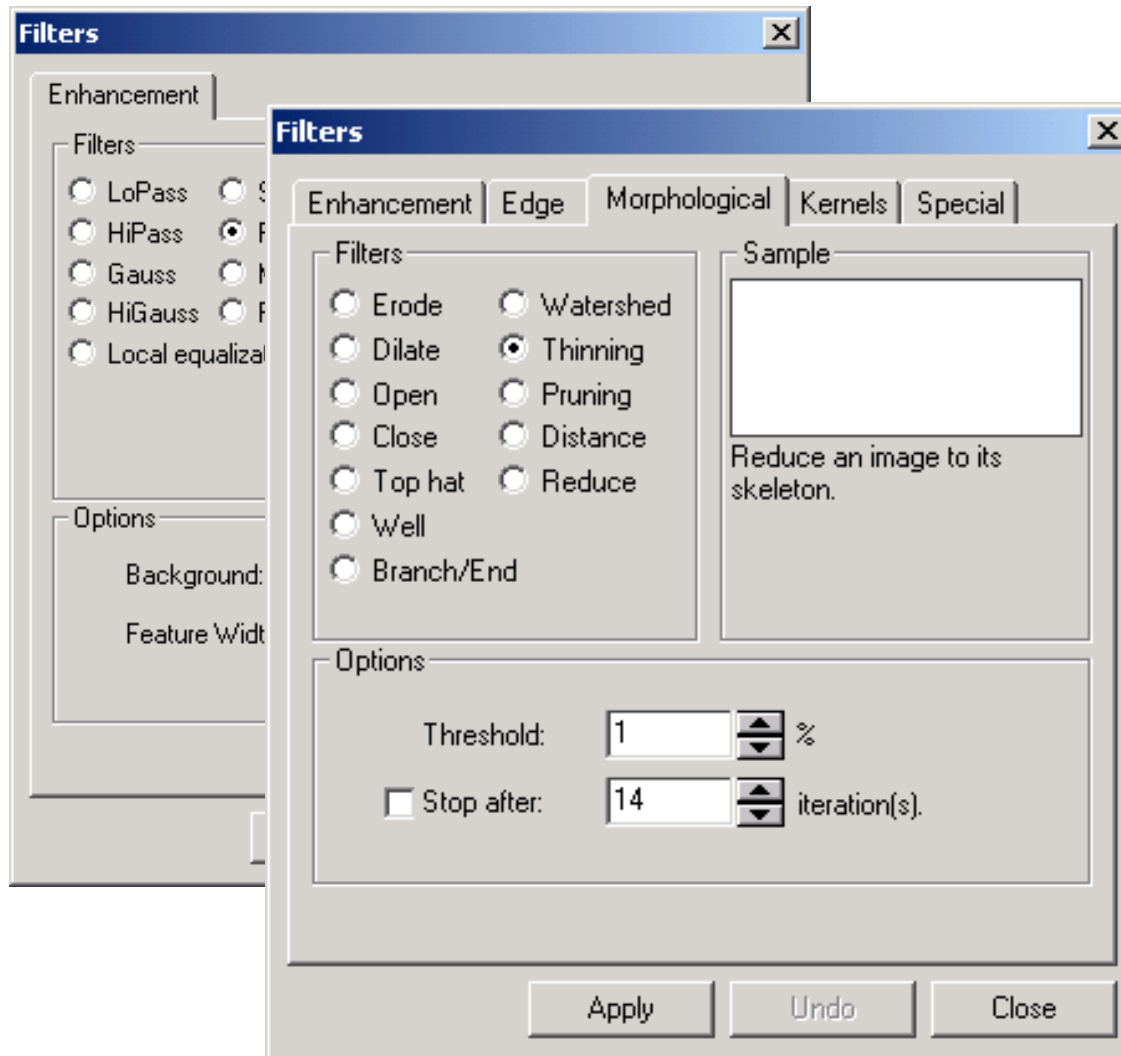 Filters
Enhancement
Filters
LoPass
HiPass
Gauss
HiGauss
Local
Options
Background:
Feature
Filters
Enhancement Edge Morphological Kernels Special
Filters
Erode Watershed
Dilate Thinning
Open Pruning
Close Distance
Top hat Reduce
Well
Branch/End
Sample
Reduce an image to its
skeleton.
Options
Threshold: 1 %
Stop after: 14 iteration(s).
Apply Undo Close